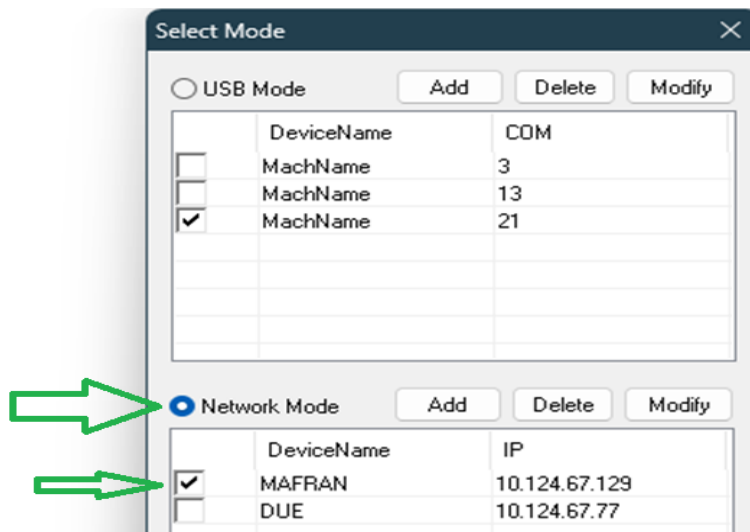 Select Mode
USB Mode Add Delete Modify
DeviceName COM
MachName 3
MachName 13
MachName 21
Network Mode Add Delete Modify
DeviceName IP
MAFRAN 10.124.67.129
DUE 10.124.67.77